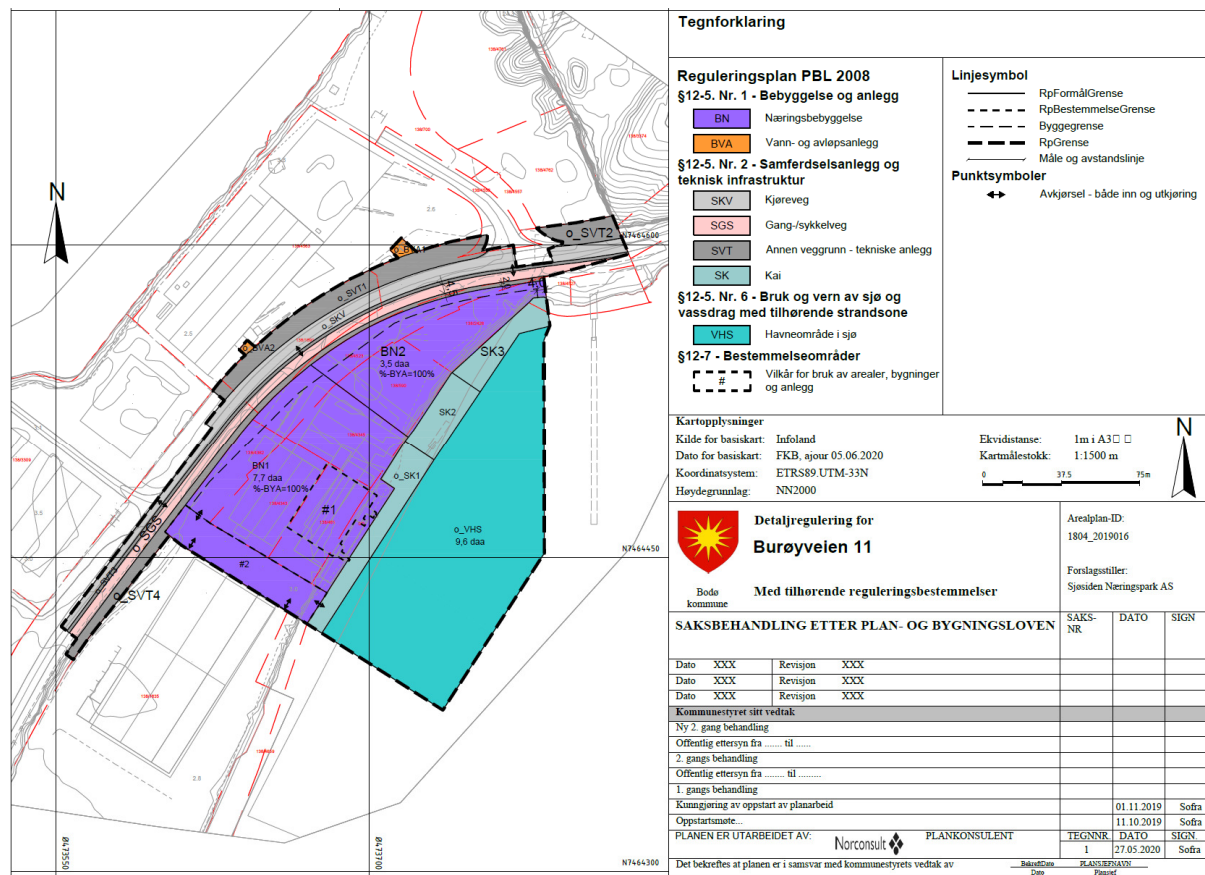 N
o_SVT2
N7464600
o_SVT1
o_SKV
BN2
3,5 daa
%-BYA=100%
SK3
SK2
BN1
7,7 daa
%-BYA=100%
#1
o_SK1
o_VHS
9,6 daa
N7464450
o_SGS
#2
o_SVT4
2.6
2.5
3.5
2.8
Ø473550
Ø473700
N7464300
Tegnforklaring
Reguleringsplan PBL 2008
§12-5. Nr. 1 - Bebyggelse og anlegg
BN Næringsbebyggelse
BVA Vann- og avløpsanlegg
§12-5. Nr. 2 - Samferdselsanlegg og
teknisk infrastruktur
SKV Kjøreveg
SGS Gang-/sykkelveg
SVT Annen veggrunn - tekniske anlegg
SK Kai
§12-5. Nr. 6 - Bruk og vern av sjø og
vassdrag med tilhørende strandsone
VHS Havneområde i sjø
§12-7 - Bestemmelseområder
# Vilkår for bruk av arealer, bygninger
og anlegg
Linjesymbol
RpFormålGrense
RpBestemmelseGrense
Byggegrense
RpGrense
Måle og avstandslinje
Punktsymboler
Avkjørsel - både inn og utkjøring
Kartopplysninger
Kilde for basiskart: Infoland
Dato for basiskart: FKB, ajour 05.06.2020
Koordinatsystem: ETRS89.UTM-33N
Høydegrunnlag: NN2000
Ekvidistanse: 1m i A3
Kartmålestokk: 1:1500 m
0 37.5 75m
N
Bodø
kommune
Detaljregulering for
Burøyveien 11
Med tilhørende reguleringsbestemmelser
Arealplan-ID:
1804_2019016
Forslagsstiller:
Sjøsiden Næringspark AS
SAKSBEHANDLING ETTER PLAN- OG BYGNINGSLOVEN
SAKS-
NR DATO SIGN
Dato XXX Revisjon XXX
Dato XXX Revisjon XXX
Dato XXX Revisjon XXX
Kommunestyret sitt vedtak
Ny 2. gang behandling
Offentlig ettersyn fra ....... til ......
2. gangs behandling
Offentlig ettersyn fra ........ til .........
1. gangs behandling
Kunngjøring av oppstart av planarbeid 01.11.2019 Sofra
Oppstartsmøte... 11.10.2019 Sofra
PLANEN ER UTARBEIDET AV: Norconsult PLANKONSULENT
TEGNNR. DATO SIGN.
1 27.05.2020 Sofra
Det bekreftes at planen er i samsvar med kommunestyrets vedtak av
BekreftDato PLANSJEFNAVN
Dato Plansjef